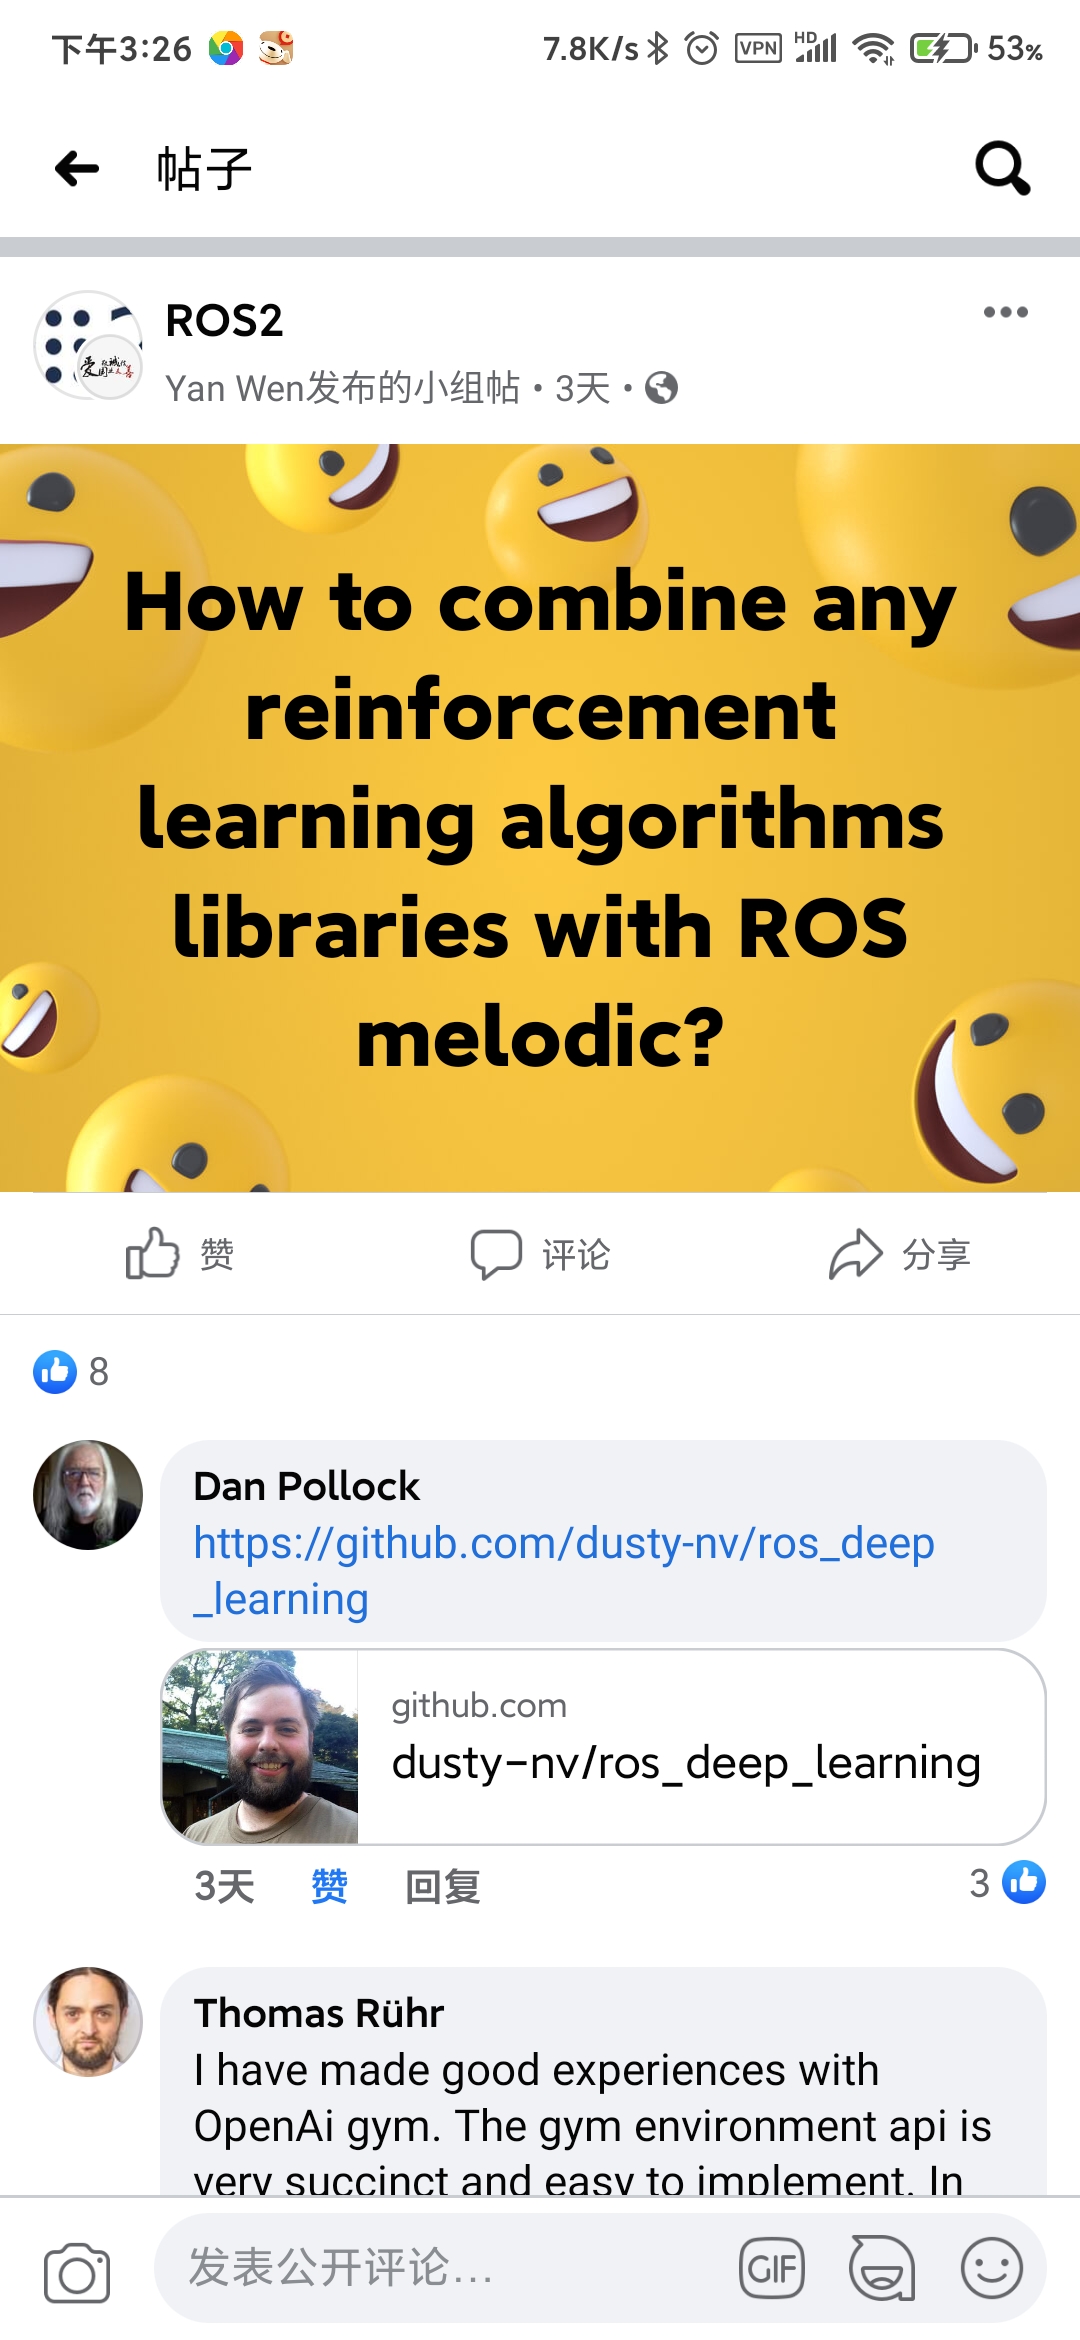 下午3:26 7.8K/s VPN HD 53%
帖子
ROS2
Yan Wen发布的小组帖 • 3天 •
How to combine any
reinforcement
learning algorithms
libraries with ROS
melodic?
赞 评论 分享
8
Dan Pollock
https://github.com/dusty-nv/ros_deep
_learning
github.com
dusty-nv/ros_deep_learning
3天 赞 回复 3
Thomas Rühr
I have made good experiences with
OpenAi gym. The gym environment api is
very succinct and easy to implement. In
发表公开评论... GIF